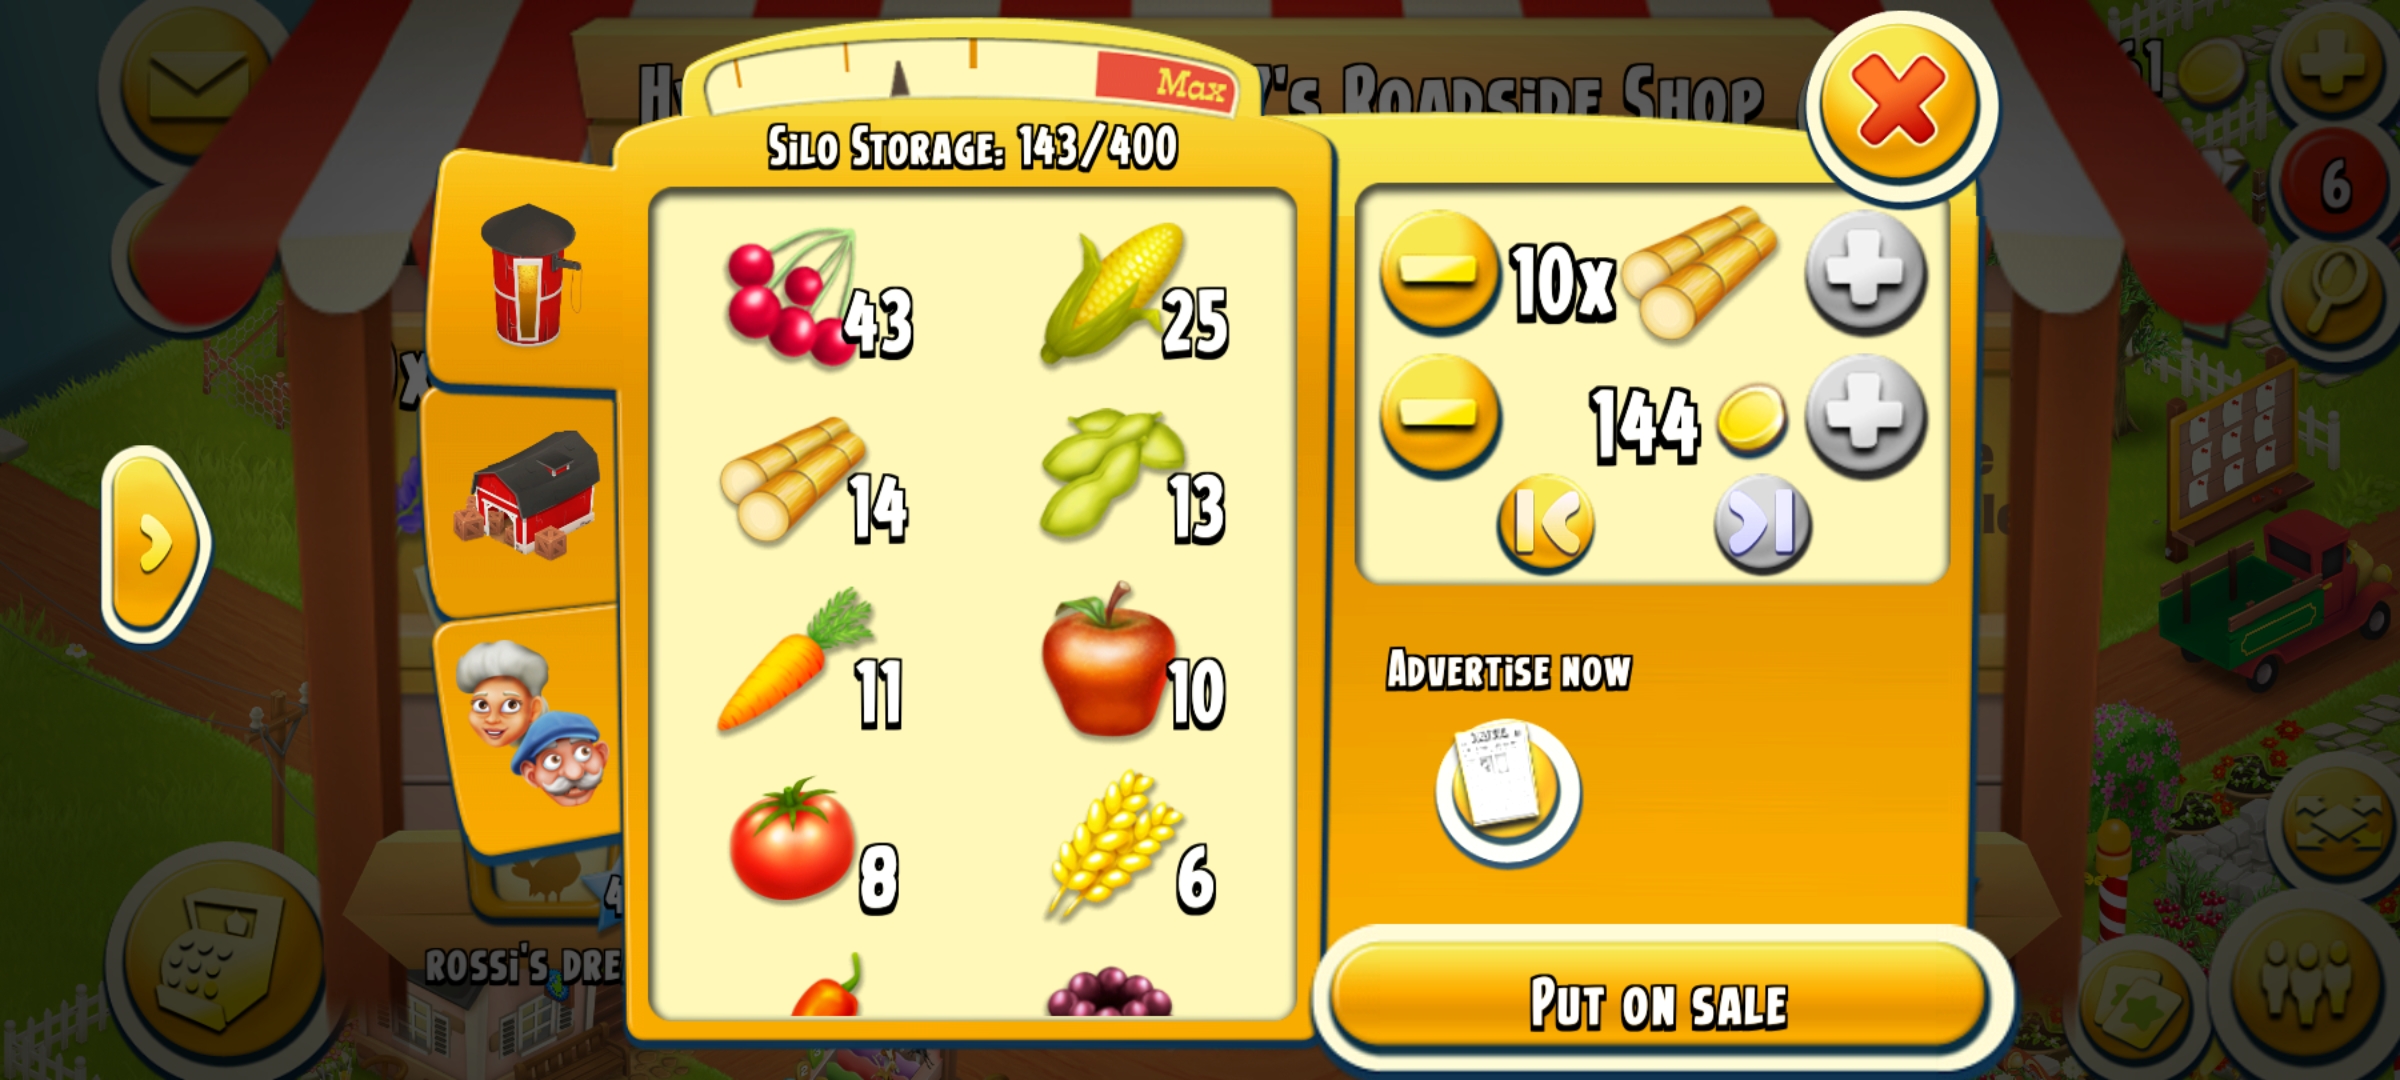 's Roadside Shop
Max
Silo Storage: 143/400
43
25
14
13
11
10
8
6
10x
144
Advertise now
Put on sale
6
Rossi's